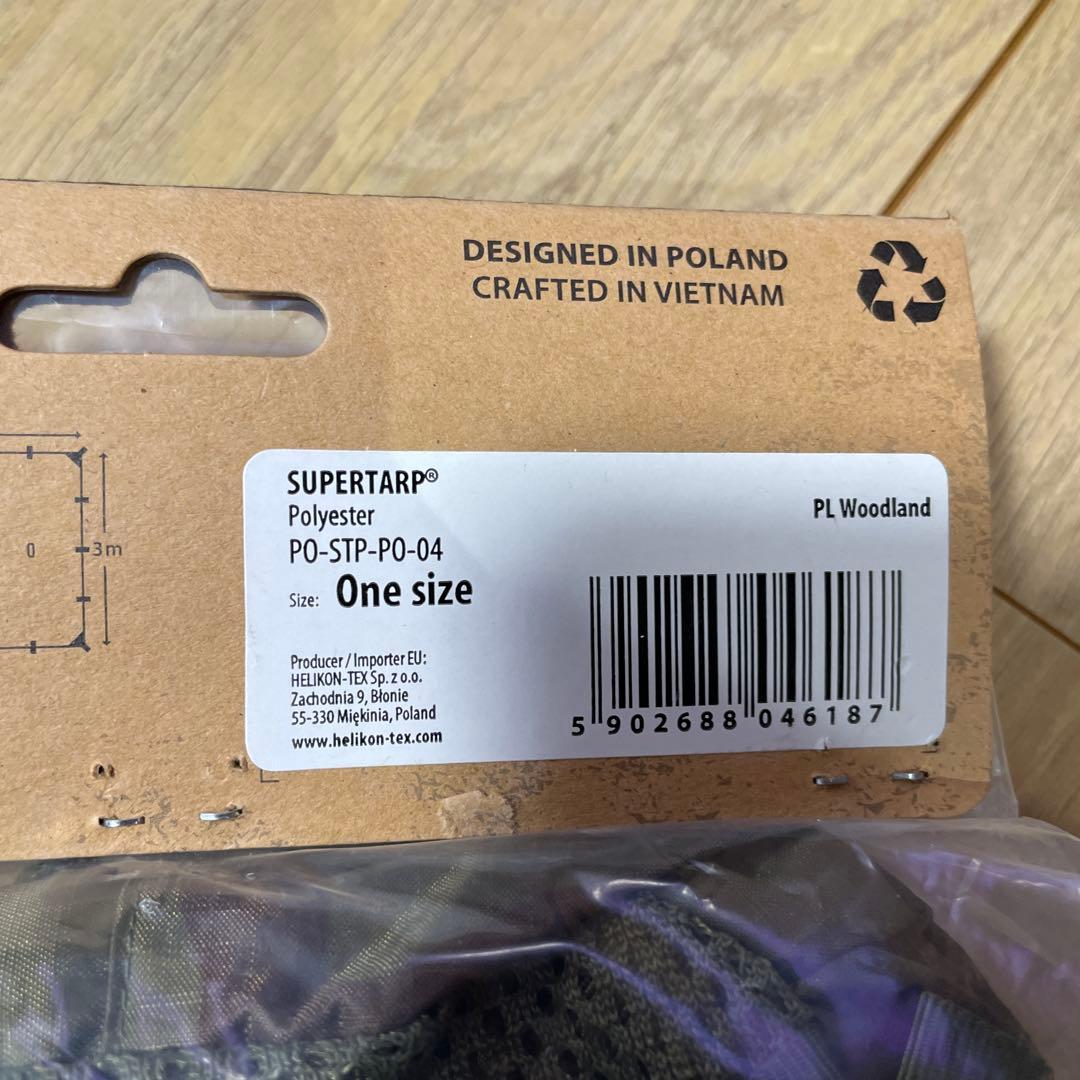 DESIGNED IN POLAND
CRAFTED IN VIETNAM
0
3m
SUPERTARP®
Polyester
PO-STP-PO-04
Size: One size
PL Woodland
Producer / Importer EU:
HELIKON-TEX Sp. z o.o.
Zachodnia 9, Błonie
55-330 Miękinia, Poland
www.helikon-tex.com
5 902688 046187